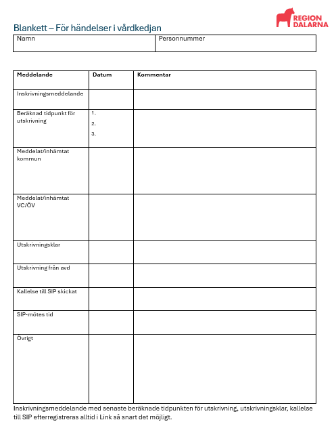 REGION
DALARNA
Blankett – För händelser i vårdkedjan
Namn
Personnummer
Meddelande
Datum
Kommentar
Inskrivningsmeddelande
Beräknad tidpunkt för
utskrivning
1.
2.
3.
Meddelat/inhämtat
kommun
Meddelat/inhämtat
VC/ÖV
Utskrivningsklar
Utskrivning från avd
Kallelse till SIP skickat
SIP-mötes tid
Övrigt
Inskrivningsmeddelande med senaste beräknade tidpunkten för utskrivning, utskrivningsklar, kallelse
till SIP efterregistreras alltid i Link så snart det möjligt.